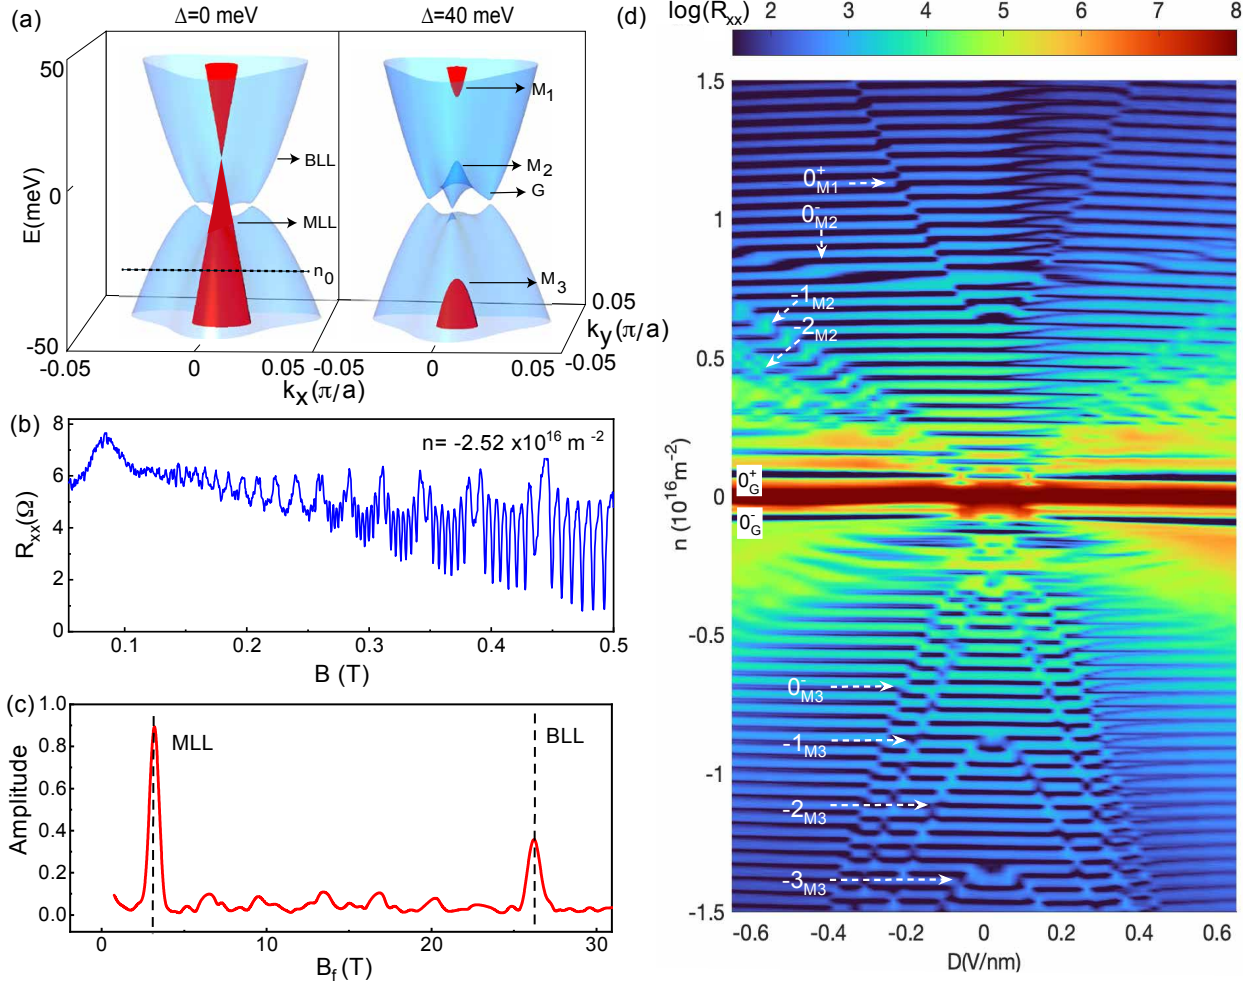 (a)
Δ=0 meV
Δ=40 meV
50
0
-50
E(meV)
BLL
MLL
n0
M1
M2
G
M3
-0.05
0
0.05
0
0.05
kx(π/a)
0.05
-0.05
ky(π/a)
(b)
n= -2.52 x10^16 m^-2
8
6
4
2
0
Rxx(Ω)
0.1
0.2
0.3
0.4
0.5
B (T)
(c)
MLL
BLL
1.0
0.8
0.6
0.4
0.2
0.0
Amplitude
0
10
20
30
Bf(T)
(d)
log(Rxx)
2
3
4
5
6
7
8
1.5
1
0.5
0
-0.5
-1
-1.5
n (10^16m^-2)
0+M1
0-M2
-1M2
-2M2
0+G
0-G
0-M3
-1M3
-2M3
-3M3
-0.6
-0.4
-0.2
0
0.2
0.4
0.6
D(V/nm)